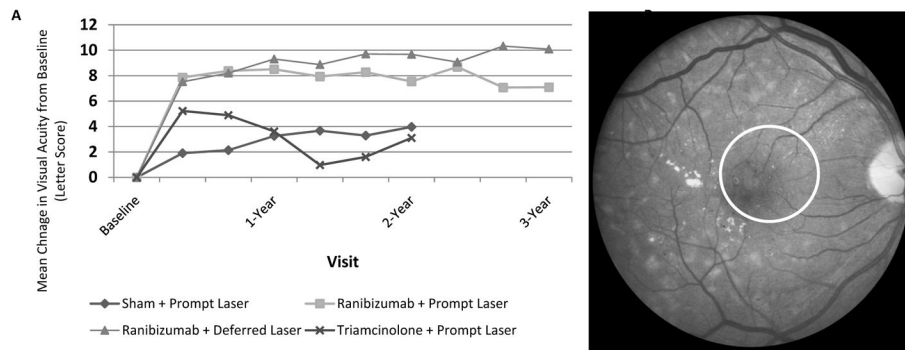 A
Mean Chnage in Visual Acuity from Baseline
(Letter Score)
12
10
8
6
4
2
0
Baseline
1-Year
2-Year
3-Year
Visit
Sham + Prompt Laser
Ranibizumab + Prompt Laser
Ranibizumab + Deferred Laser
Triamcinolone + Prompt Laser